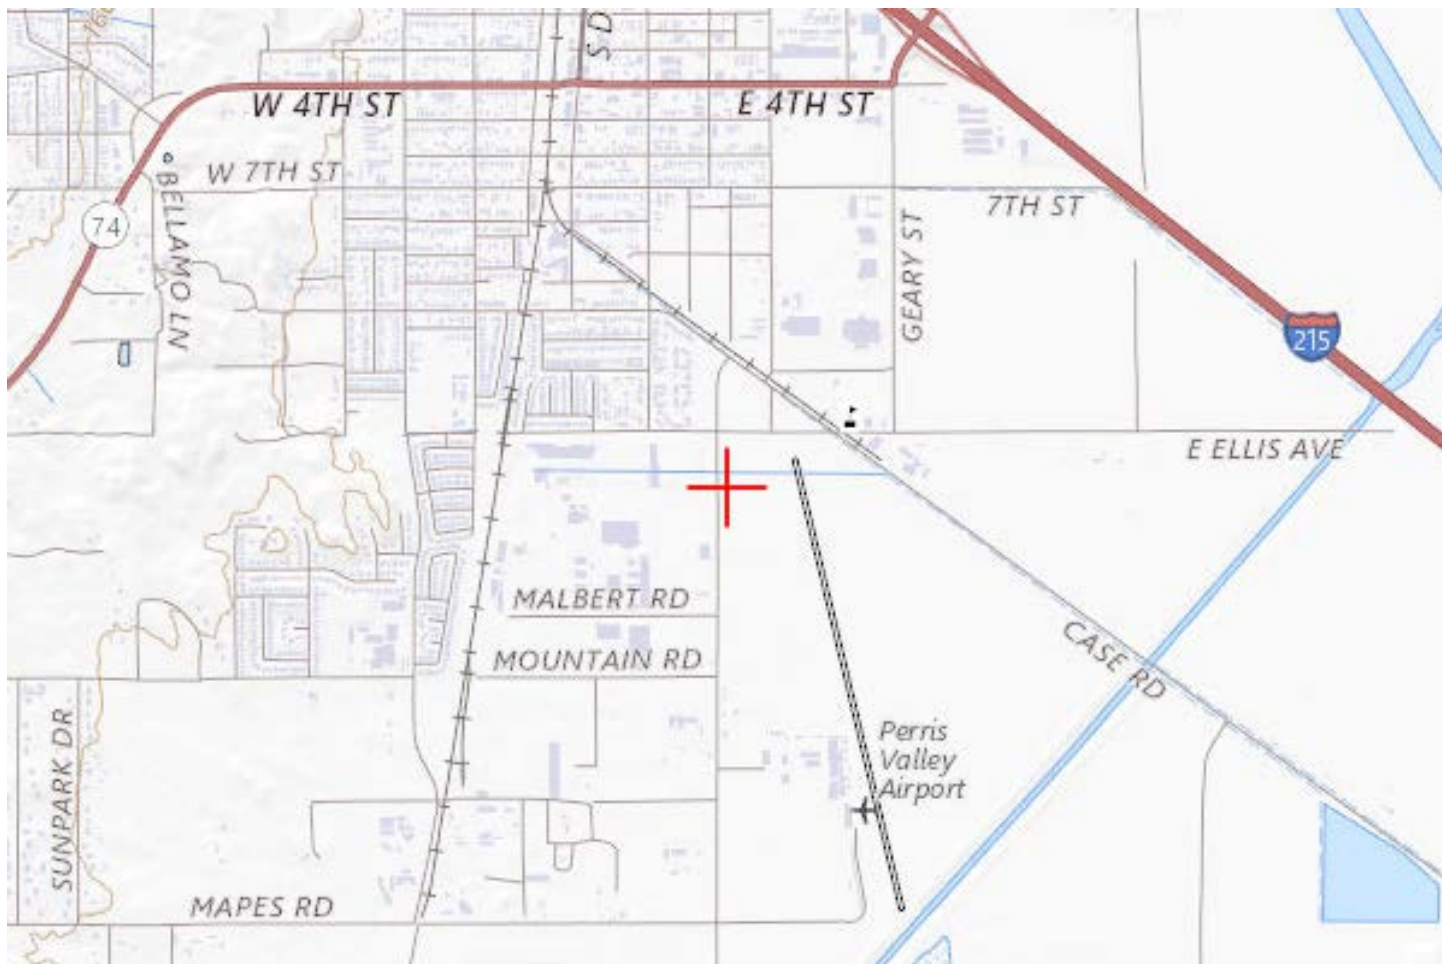 S D
W 4TH ST
E 4TH ST
W 7TH ST
7TH ST
74
BELLAMO LN
GEARY ST
215
E ELLIS AVE
MALBERT RD
MOUNTAIN RD
CASE RD
SUNPARK DR
Perris
Valley
Airport
MAPES RD